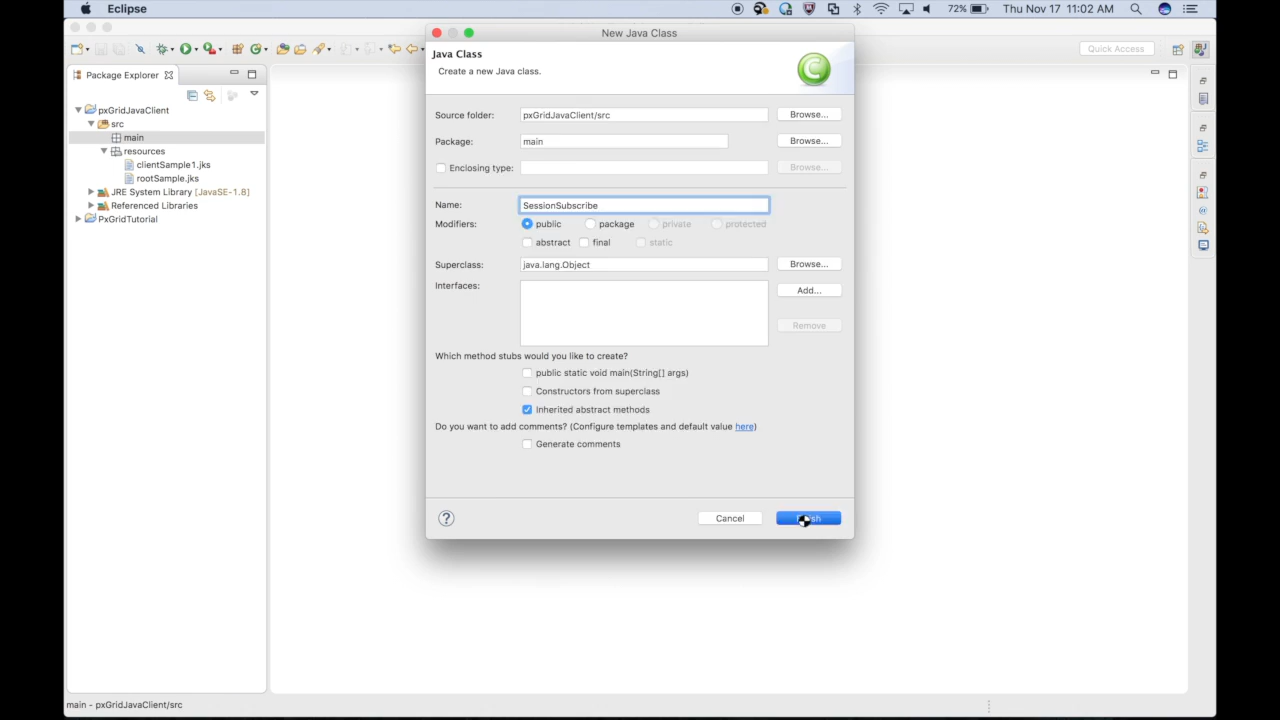 Eclipse
72%
Thu Nov 17 11:02 AM
New Java Class
Java Class
Create a new Java class.
Quick Access
Package Explorer
pxGridJavaClient
src
main
resources
clientSample1.jks
rootSample.jks
JRE System Library [JavaSE-1.8]
Referenced Libraries
PxGridTutorial
Source folder: pxGridJavaClient/src Browse...
Package: main Browse...
Enclosing type: Browse...
Name: SessionSubscribe
Modifiers: public package private protected
abstract final static
Superclass: java.lang.Object Browse...
Interfaces: Add...
Remove
Which method stubs would you like to create?
public static void main(String[] args)
Constructors from superclass
Inherited abstract methods
Do you want to add comments? (Configure templates and default value here)
Generate comments
? Cancel
main - pxGridJavaClient/src